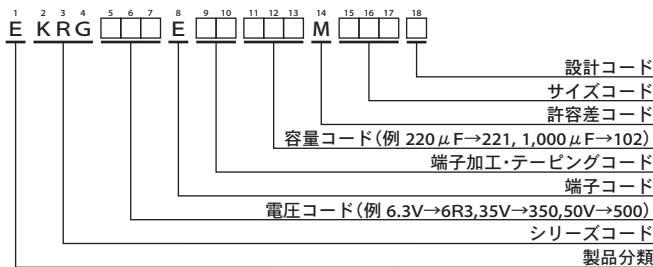 1 2 3 4 5 6 7 8 9 10 11 12 13 14 15 16 17 18
E KRG □□□ E □□ □□□ M □□□ □
設計コード
サイズコード
許容差コード
容量コード(例 220μF→221, 1,000μF→102)
端子加工・テーピングコード
端子コード
電圧コード(例 6.3V→6R3,35V→350,50V→500)
シリーズコード
製品分類